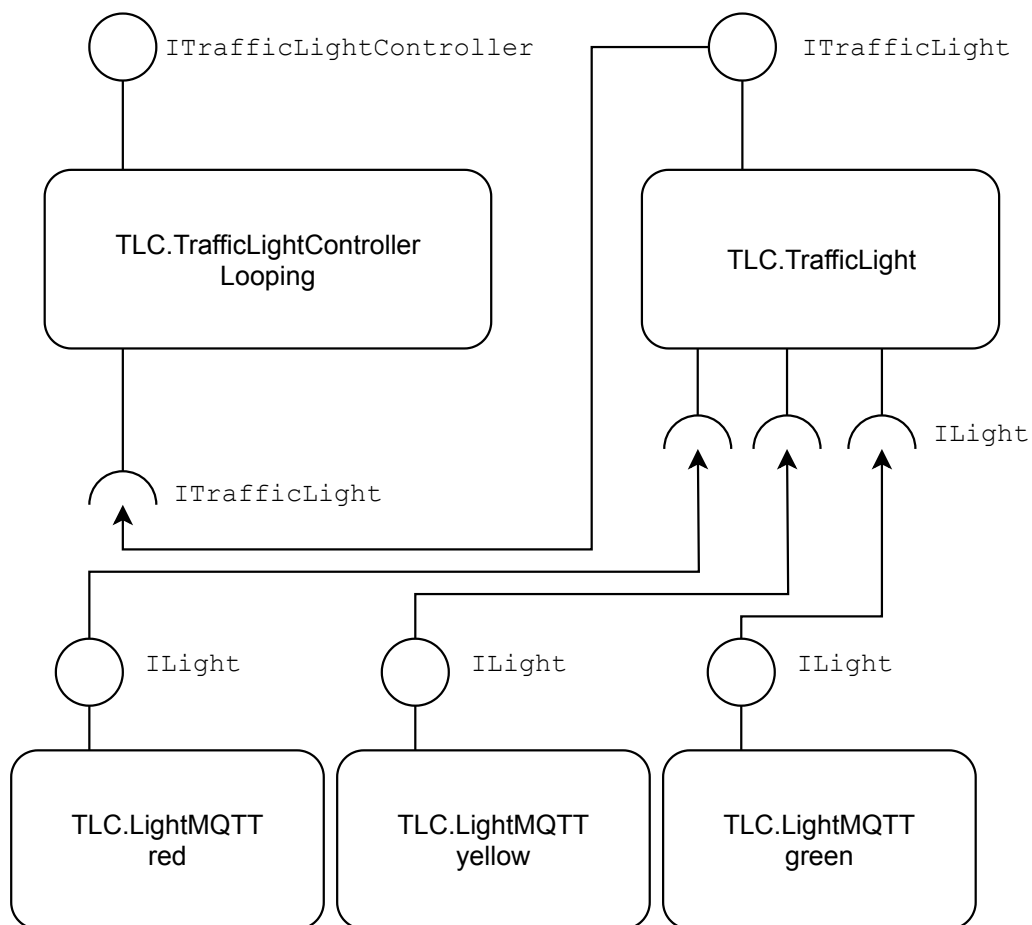 ITrafficLightController
ITrafficLight
TLC.TrafficLightController
Looping
TLC.TrafficLight
ILight
ITrafficLight
ILight
ILight
ILight
TLC.LightMQTT
red
TLC.LightMQTT
yellow
TLC.LightMQTT
green